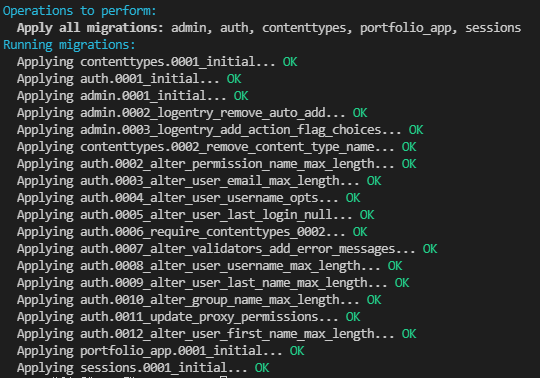 Operations to perform:
  Apply all migrations: admin, auth, contenttypes, portfolio_app, sessions
Running migrations:
  Applying contenttypes.0001_initial... OK
  Applying auth.0001_initial... OK
  Applying admin.0001_initial... OK
  Applying admin.0002_logentry_remove_auto_add... OK
  Applying admin.0003_logentry_add_action_flag_choices... OK
  Applying contenttypes.0002_remove_content_type_name... OK
  Applying auth.0002_alter_permission_name_max_length... OK
  Applying auth.0003_alter_user_email_max_length... OK
  Applying auth.0004_alter_user_username_opts... OK
  Applying auth.0005_alter_user_last_login_null... OK
  Applying auth.0006_require_contenttypes_0002... OK
  Applying auth.0007_alter_validators_add_error_messages... OK
  Applying auth.0008_alter_user_username_max_length... OK
  Applying auth.0009_alter_user_last_name_max_length... OK
  Applying auth.0010_alter_group_name_max_length... OK
  Applying auth.0011_update_proxy_permissions... OK
  Applying auth.0012_alter_user_first_name_max_length... OK
  Applying portfolio_app.0001_initial... OK
  Applying sessions.0001_initial... OK